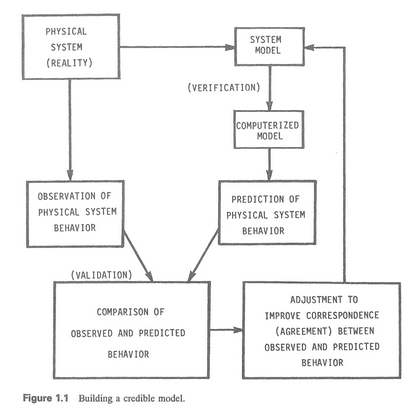 PHYSICAL
SYSTEM
(REALITY)
SYSTEM
MODEL
(VERIFICATION)
COMPUTERIZED
MODEL
OBSERVATION OF
PHYSICAL SYSTEM
BEHAVIOR
PREDICTION OF
PHYSICAL SYSTEM
BEHAVIOR
(VALIDATION)
COMPARISON OF
OBSERVED AND PREDICTED
BEHAVIOR
ADJUSTMENT TO
IMPROVE CORRESPONDENCE
(AGREEMENT) BETWEEN
OBSERVED AND PREDICTED
BEHAVIOR
Figure 1.1 Building a credible model.